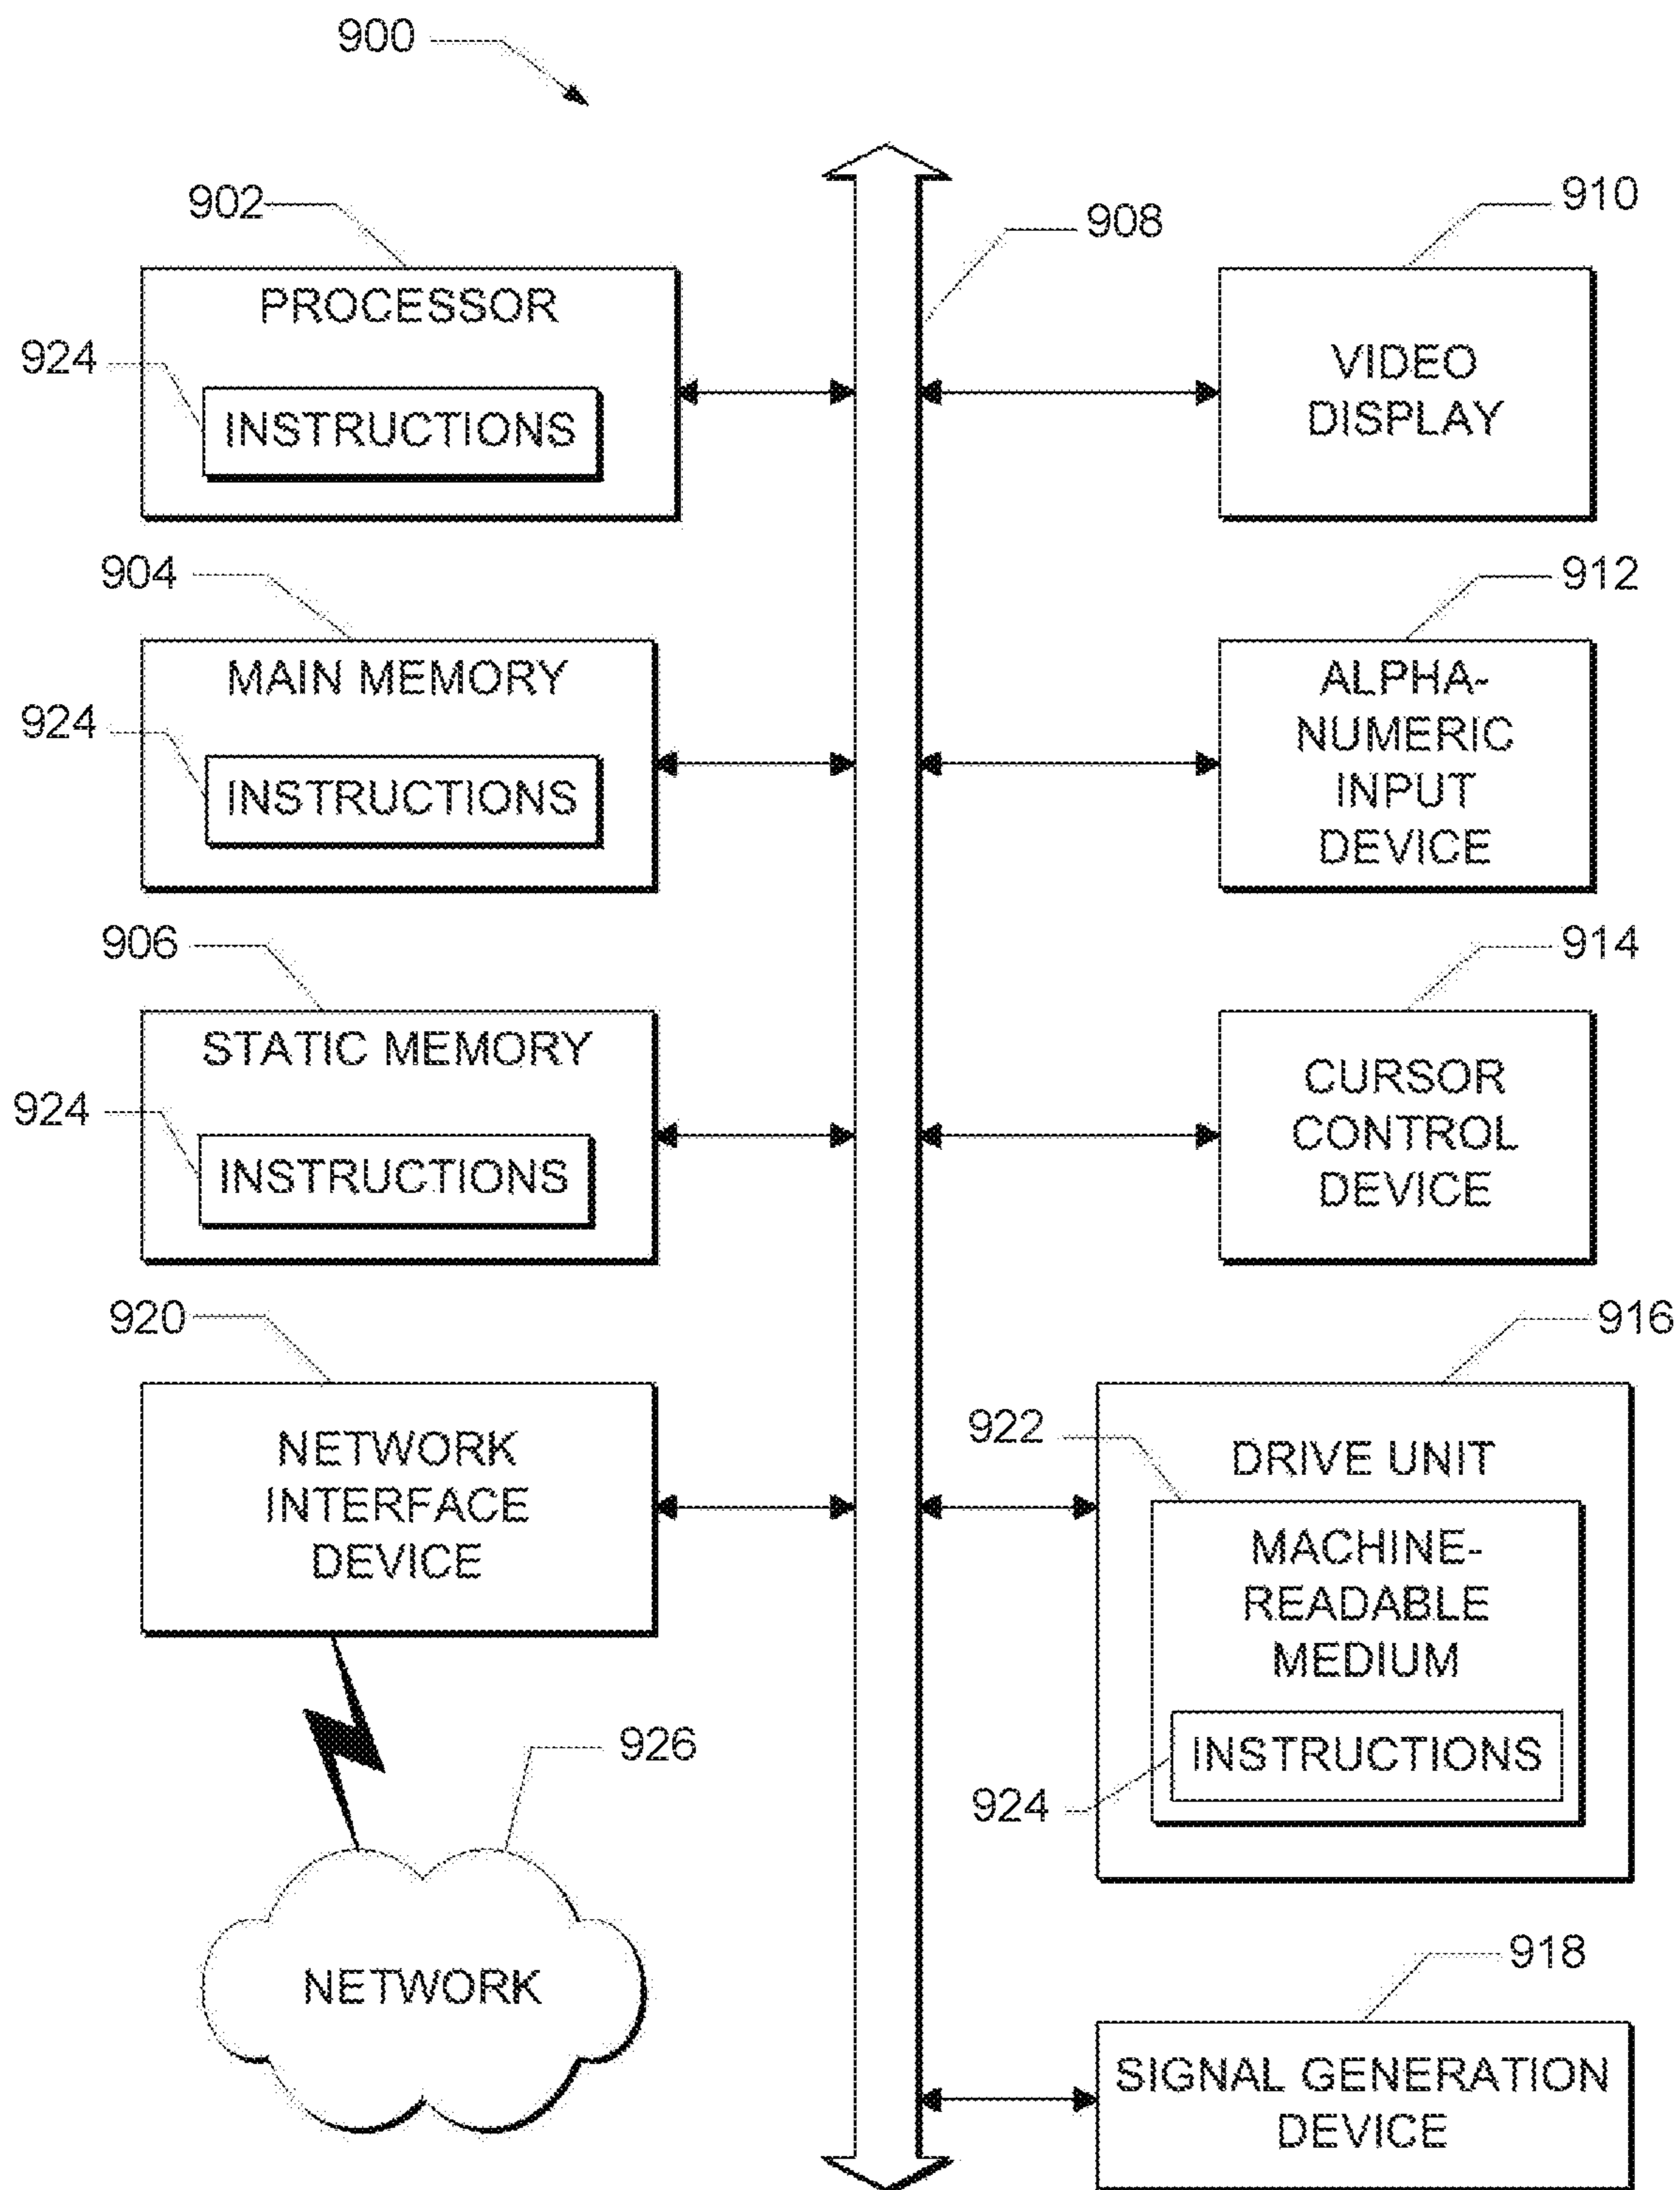 900
902
908
910
PROCESSOR
924
INSTRUCTIONS
VIDEO
DISPLAY
904
912
MAIN MEMORY
924
INSTRUCTIONS
ALPHA-
NUMERIC
INPUT
DEVICE
906
914
STATIC MEMORY
924
INSTRUCTIONS
CURSOR
CONTROL
DEVICE
920
916
NETWORK
INTERFACE
DEVICE
922
DRIVE UNIT
MACHINE-
READABLE
MEDIUM
INSTRUCTIONS
924
926
NETWORK
918
SIGNAL GENERATION
DEVICE